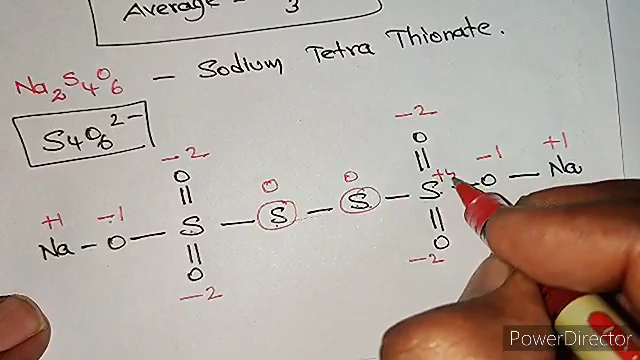 Average = 3
Na2S4O6 — Sodium Tetra Thionate.
S4O6 2-
-2 -2
O O
+4 -1 +1
S O — Na
O 0 0
+1 -1
Na — O — S — S — S —
O O
-2 -2
PowerDirector